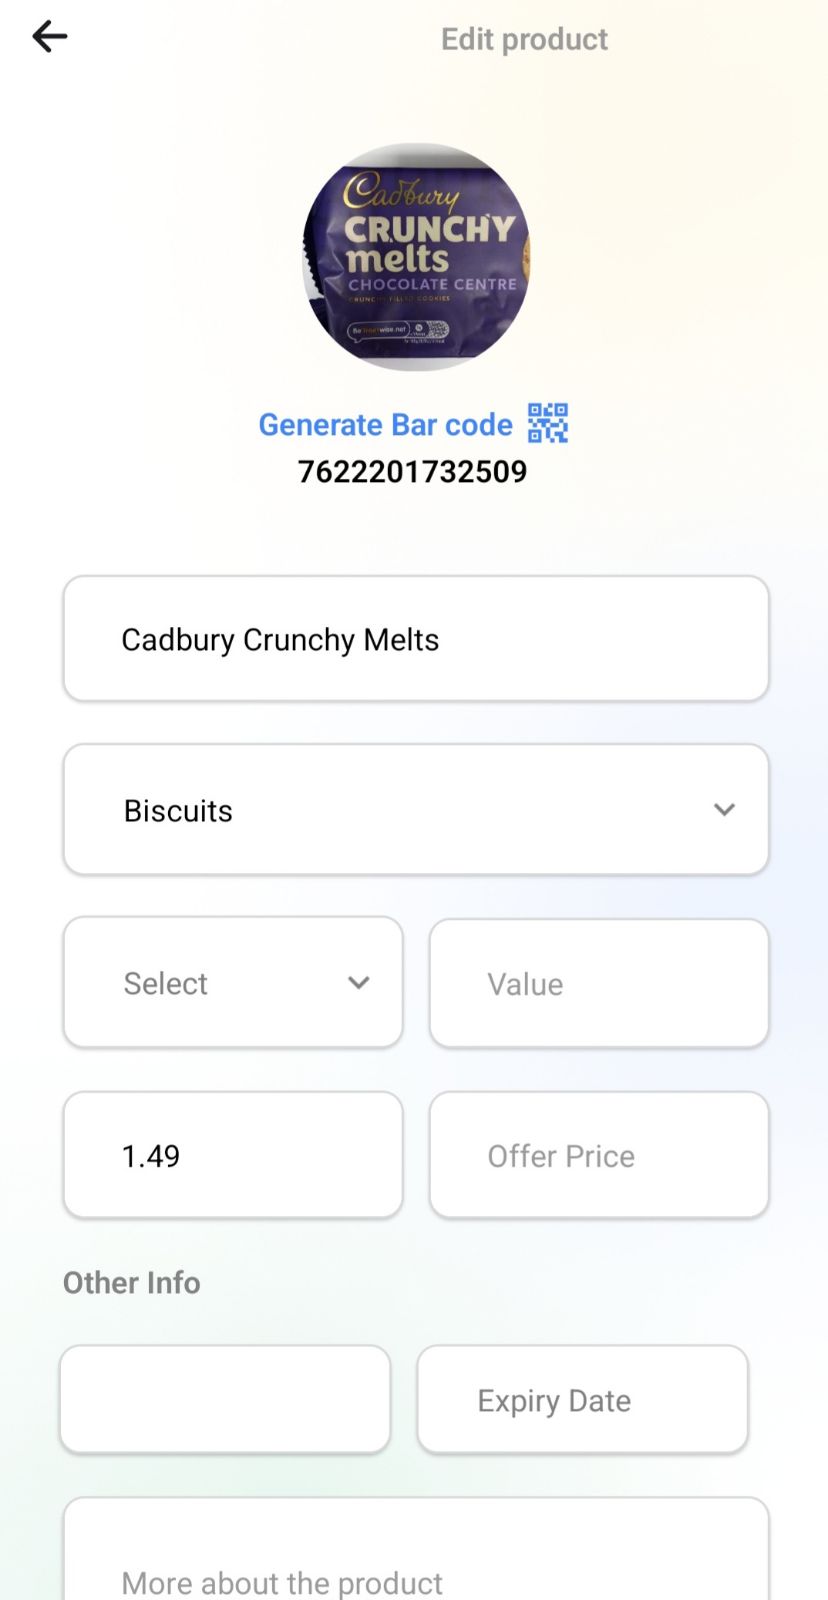 Edit product
Cadbury
CRUNCHY
melts
CHOCOLATE CENTRE
CRUNCHY FILLED COOKIES
Generate Bar code
7622201732509
Cadbury Crunchy Melts
Biscuits
Select
Value
1.49
Offer Price
Other Info
Expiry Date
More about the product